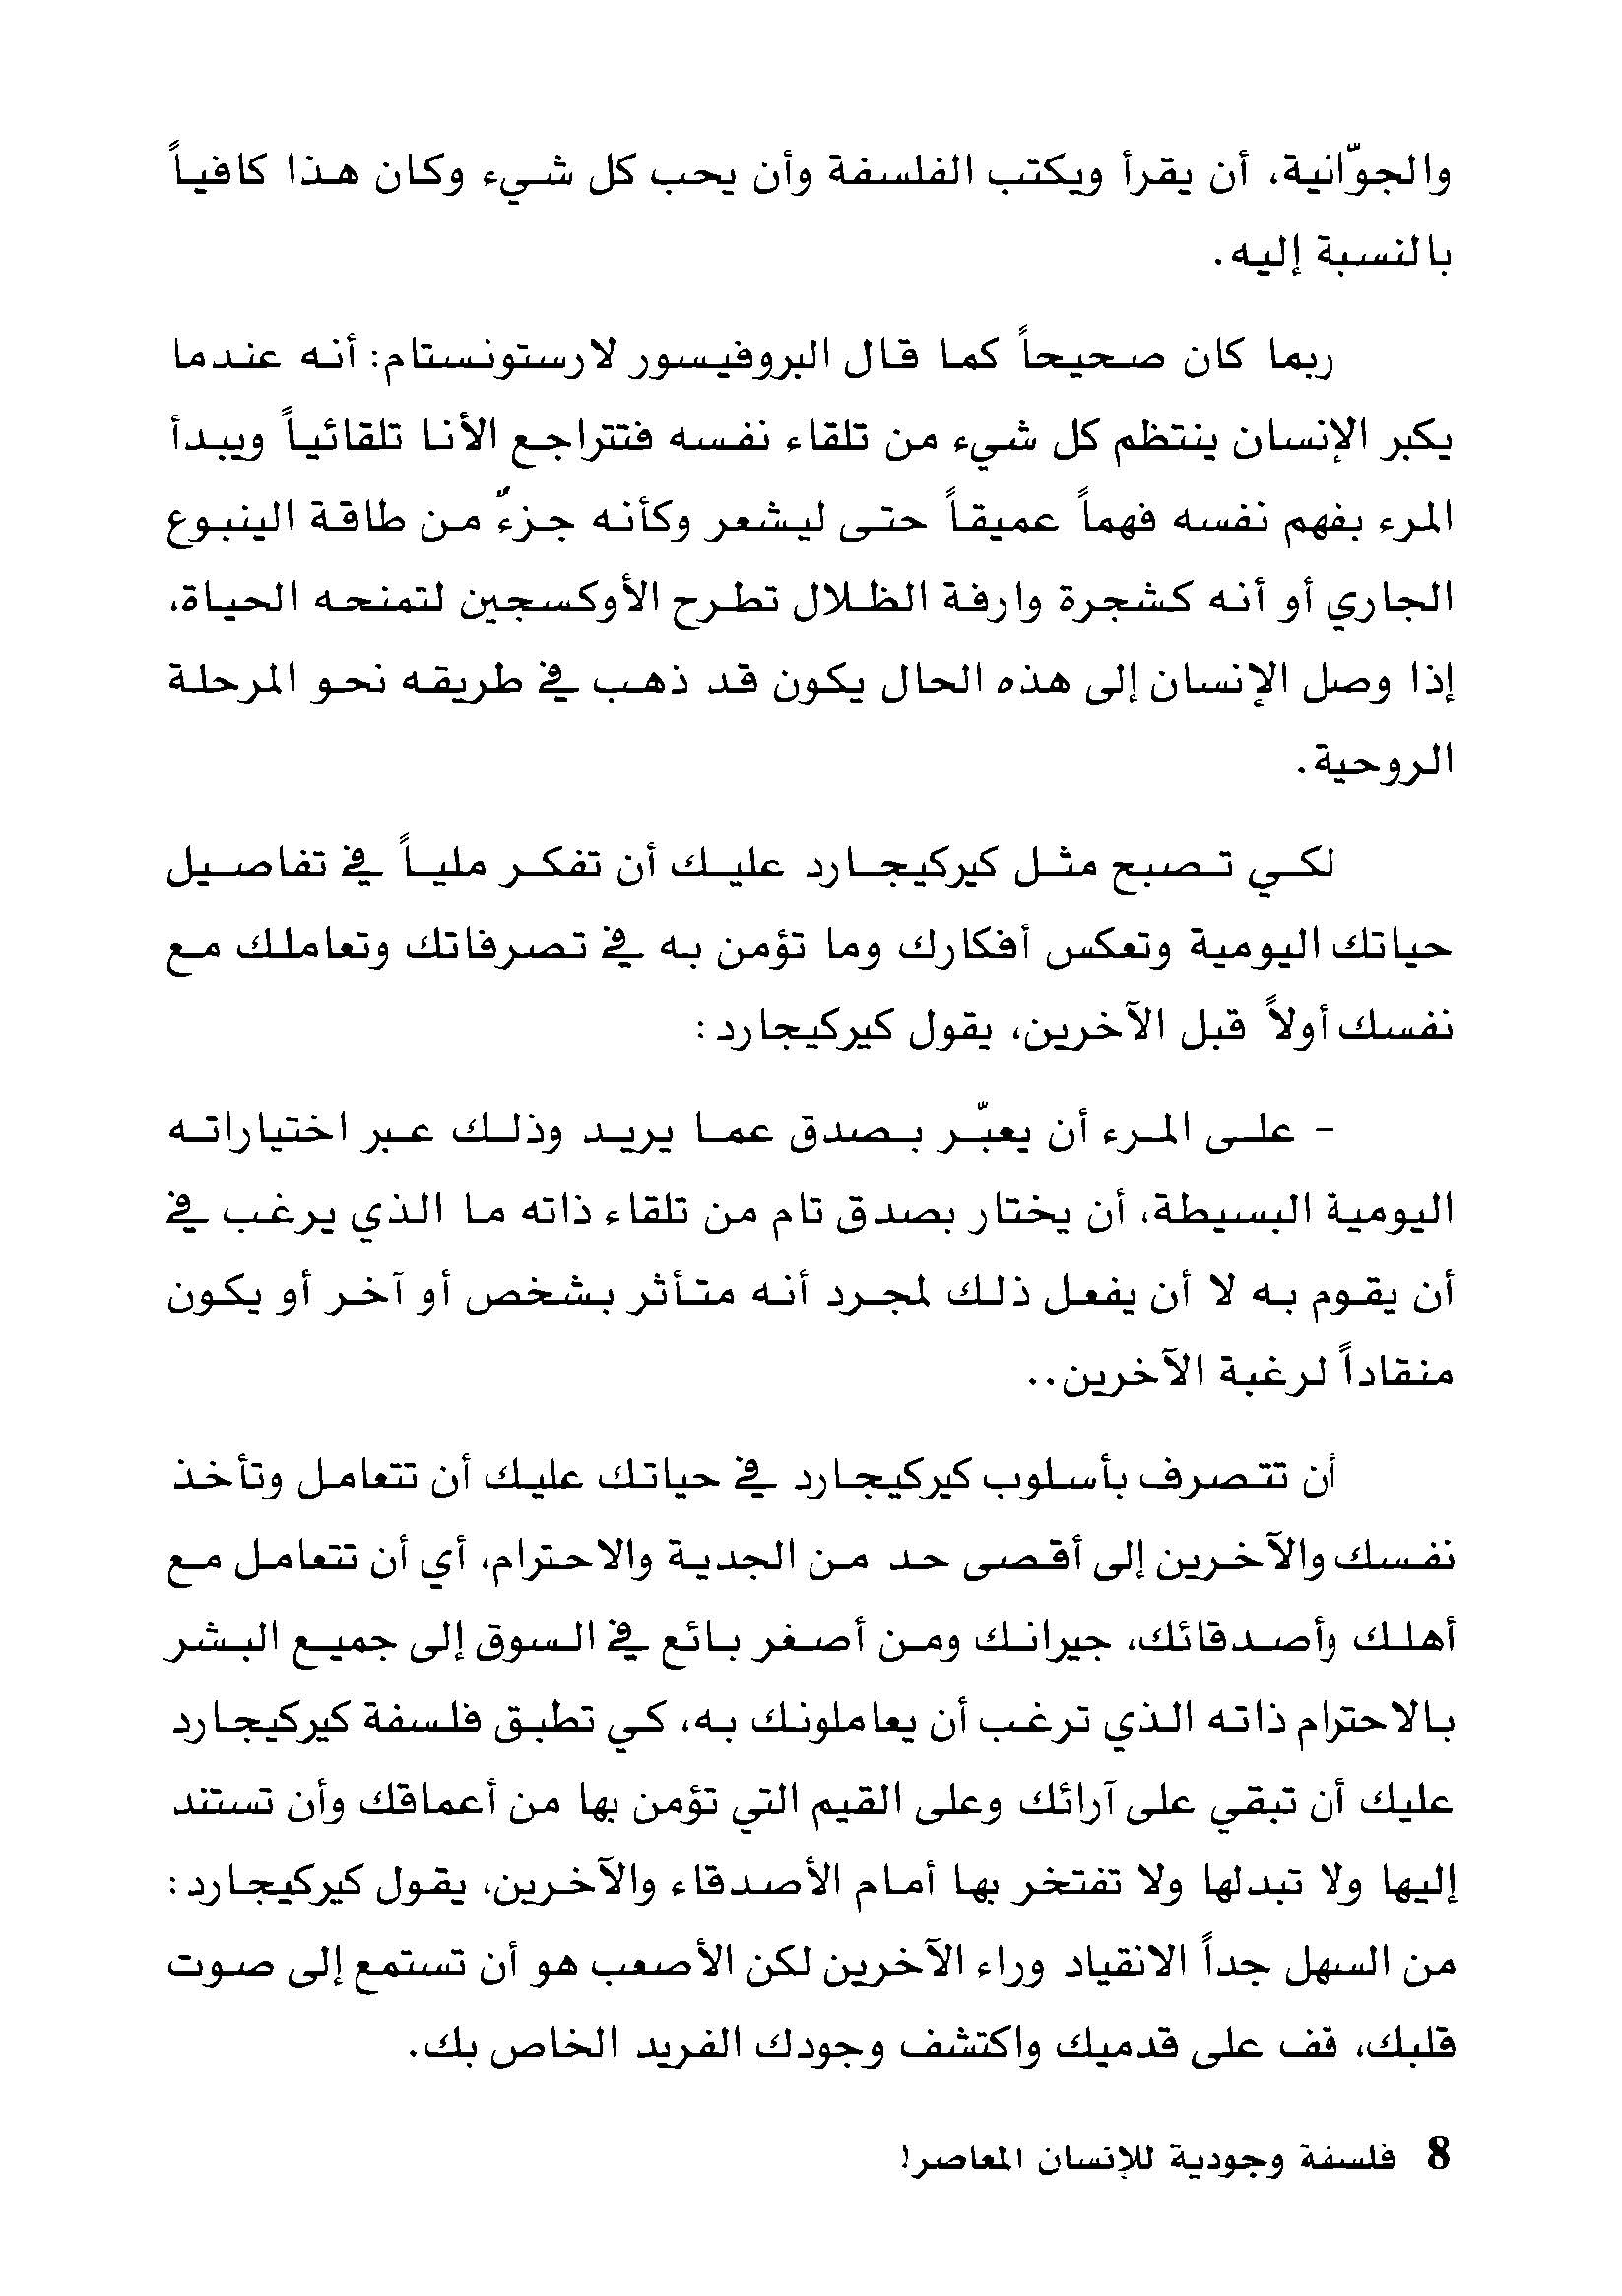 والجوّانية، أن يقرأ ويكتب الفلسفة وأن يحب كل شيء وكان هذا كافياً
بالنسبة إليه.
ربما كان صحيحاً كما قال البروفيسور لارستونستام: أنه عندما
يكبر الإنسان ينتظم كل شيء من تلقاء نفسه فتتراجع الأنا تلقائياً ويبدأ
المرء بفهم نفسه فهماً عميقاً حتى ليشعر وكأنه جزءٌ من طاقة الينبوع
الجاري أو أنه كشجرة وارفة الظلال تطرح الأوكسجين لتمنحه الحياة،
إذا وصل الإنسان إلى هذه الحال يكون قد ذهب في طريقه نحو المرحلة
الروحية.
لكي تصبح مثل كيركيجارد عليك أن تفكر ملياً في تفاصيل
حياتك اليومية وتعكس أفكارك وما تؤمن به في تصرفاتك وتعاملك مع
نفسك أولاً قبل الآخرين، يقول كيركيجارد:
- على المرء أن يعبّر بصدق عما يريد وذلك عبر اختياراته
اليومية البسيطة، أن يختار بصدق تام من تلقاء ذاته ما الذي يرغب في
أن يقوم به لا أن يفعل ذلك لمجرد أنه متأثر بشخص أو آخر أو يكون
منقاداً لرغبة الآخرين..
أن تتصرف بأسلوب كيركيجارد في حياتك عليك أن تتعامل وتأخذ
نفسك والآخرين إلى أقصى حد من الجدية والاحترام، أي أن تتعامل مع
أهلك وأصدقائك، جيرانك ومن أصغر بائع في السوق إلى جميع البشر
بالاحترام ذاته الذي ترغب أن يعاملونك به، كي تطبق فلسفة كيركيجارد
عليك أن تبقي على آرائك وعلى القيم التي تؤمن بها من أعماقك وأن تستند
إليها ولا تبدلها ولا تفتخر بها أمام الأصدقاء والآخرين، يقول كيركيجارد:
من السهل جداً الانقياد وراء الآخرين لكن الأصعب هو أن تستمع إلى صوت
قلبك، قف على قدميك واكتشف وجودك الفريد الخاص بك.
8 فلسفة وجودية للإنسان المعاصر!